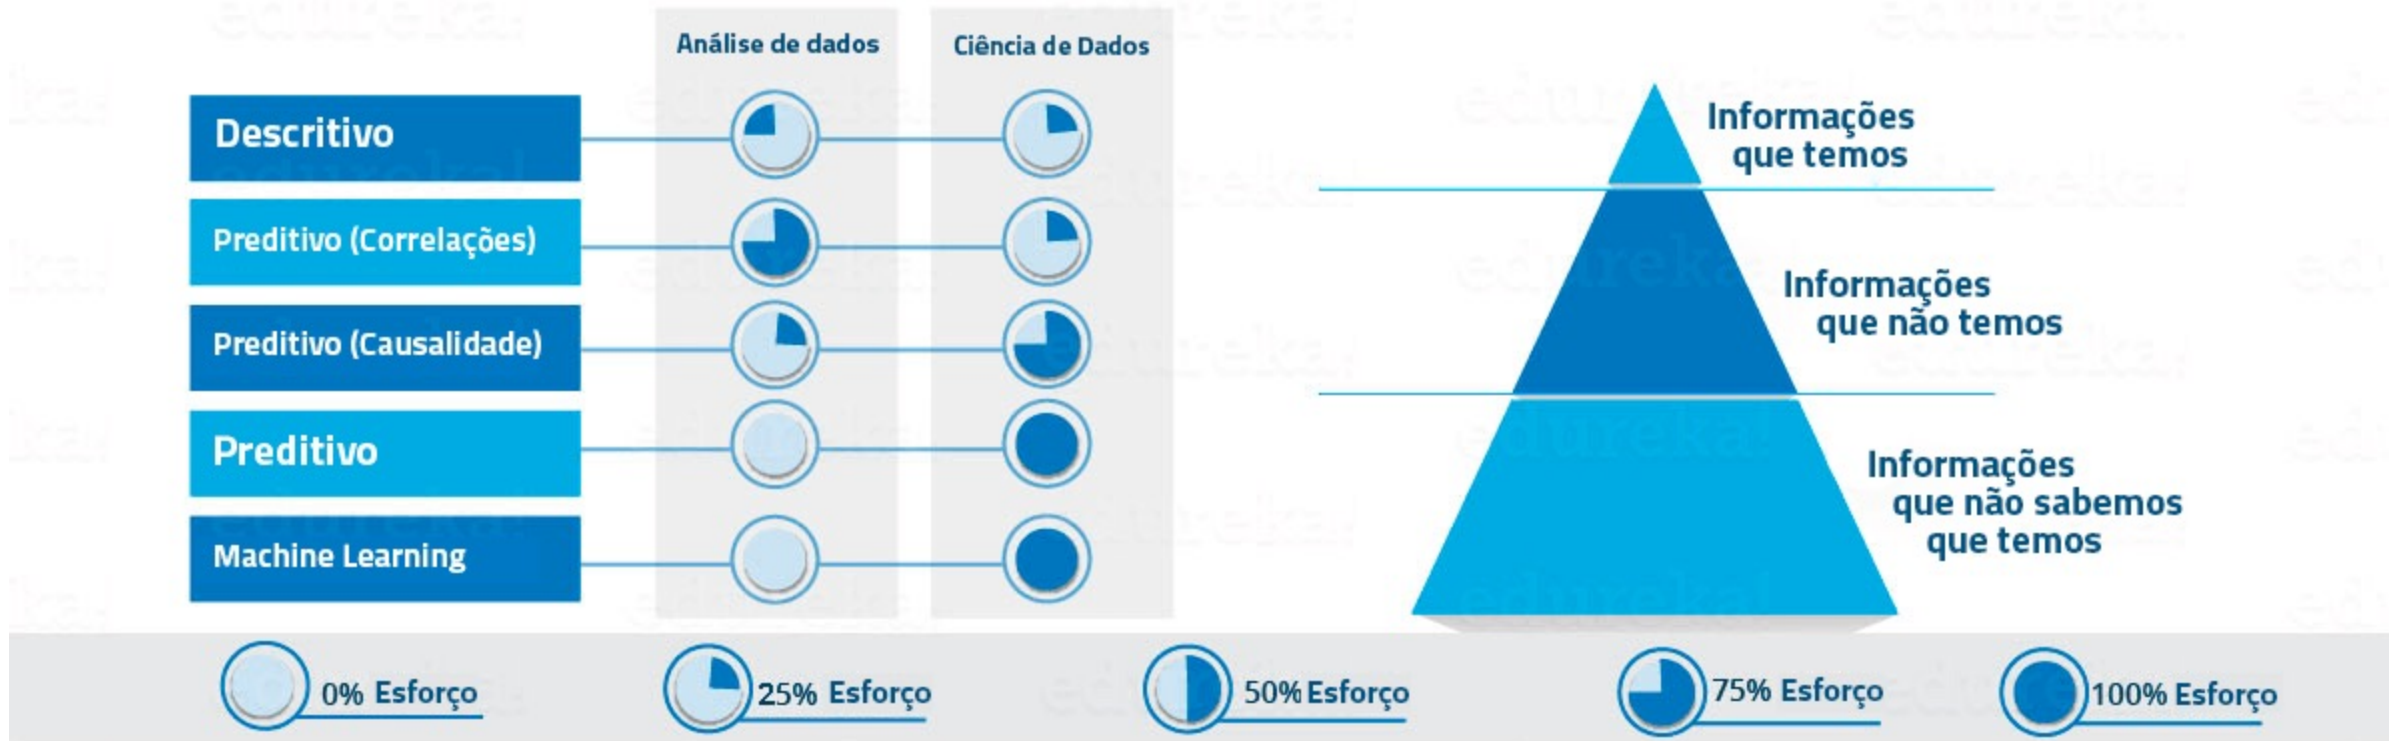 Análise de dados
Ciência de Dados
Descritivo
Preditivo (Correlações)
Preditivo (Causalidade)
Preditivo
Machine Learning
Informações
que temos
Informações
que não temos
Informações
que não sabemos
que temos
0% Esforço
25% Esforço
50% Esforço
75% Esforço
100% Esforço
edureka!